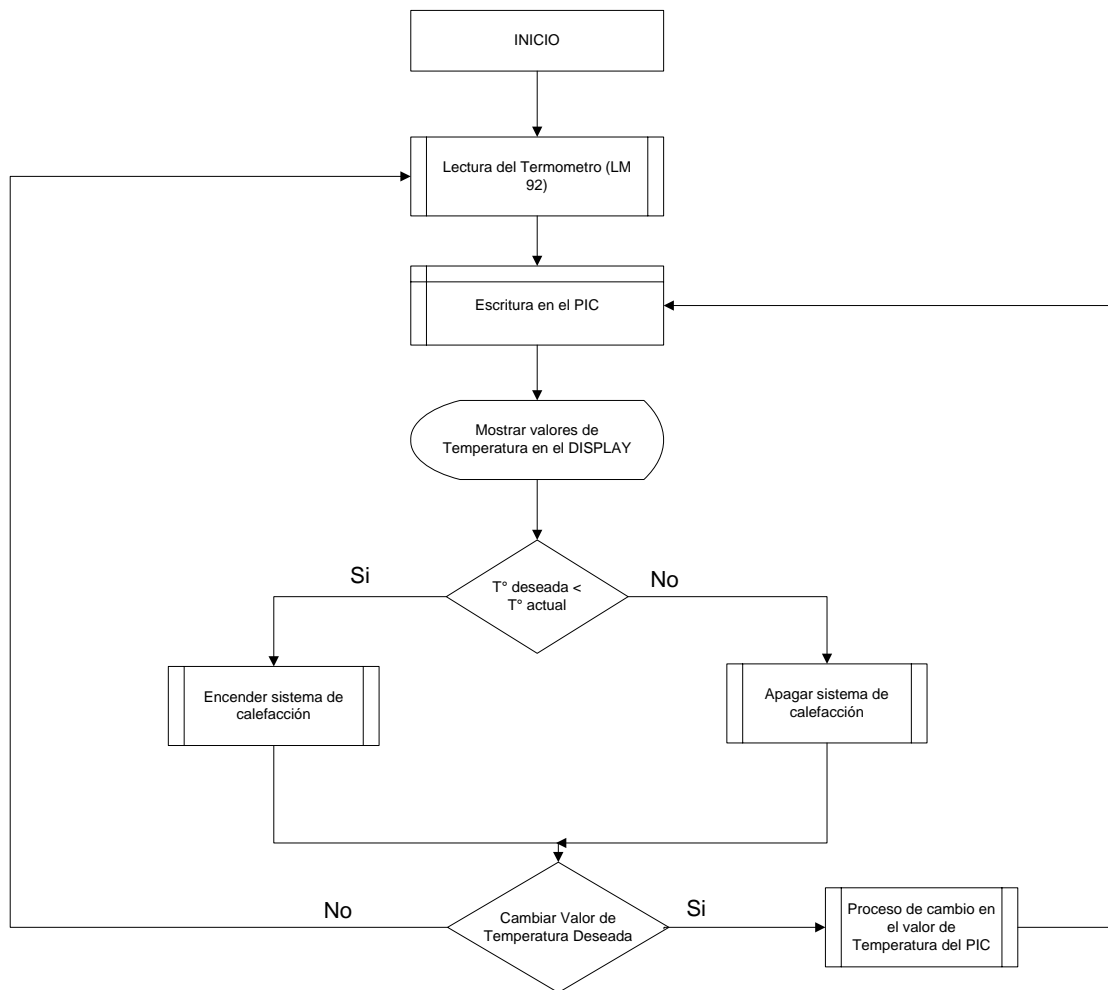 INICIO
Lectura del Termometro (LM
92)
Escritura en el PIC
Mostrar valores de
Temperatura en el DISPLAY
Si
T° deseada <
T° actual
No
Encender sistema de
calefacción
Apagar sistema de
calefacción
No
Cambiar Valor de
Temperatura Deseada
Si
Proceso de cambio en
el valor de
Temperatura del PIC